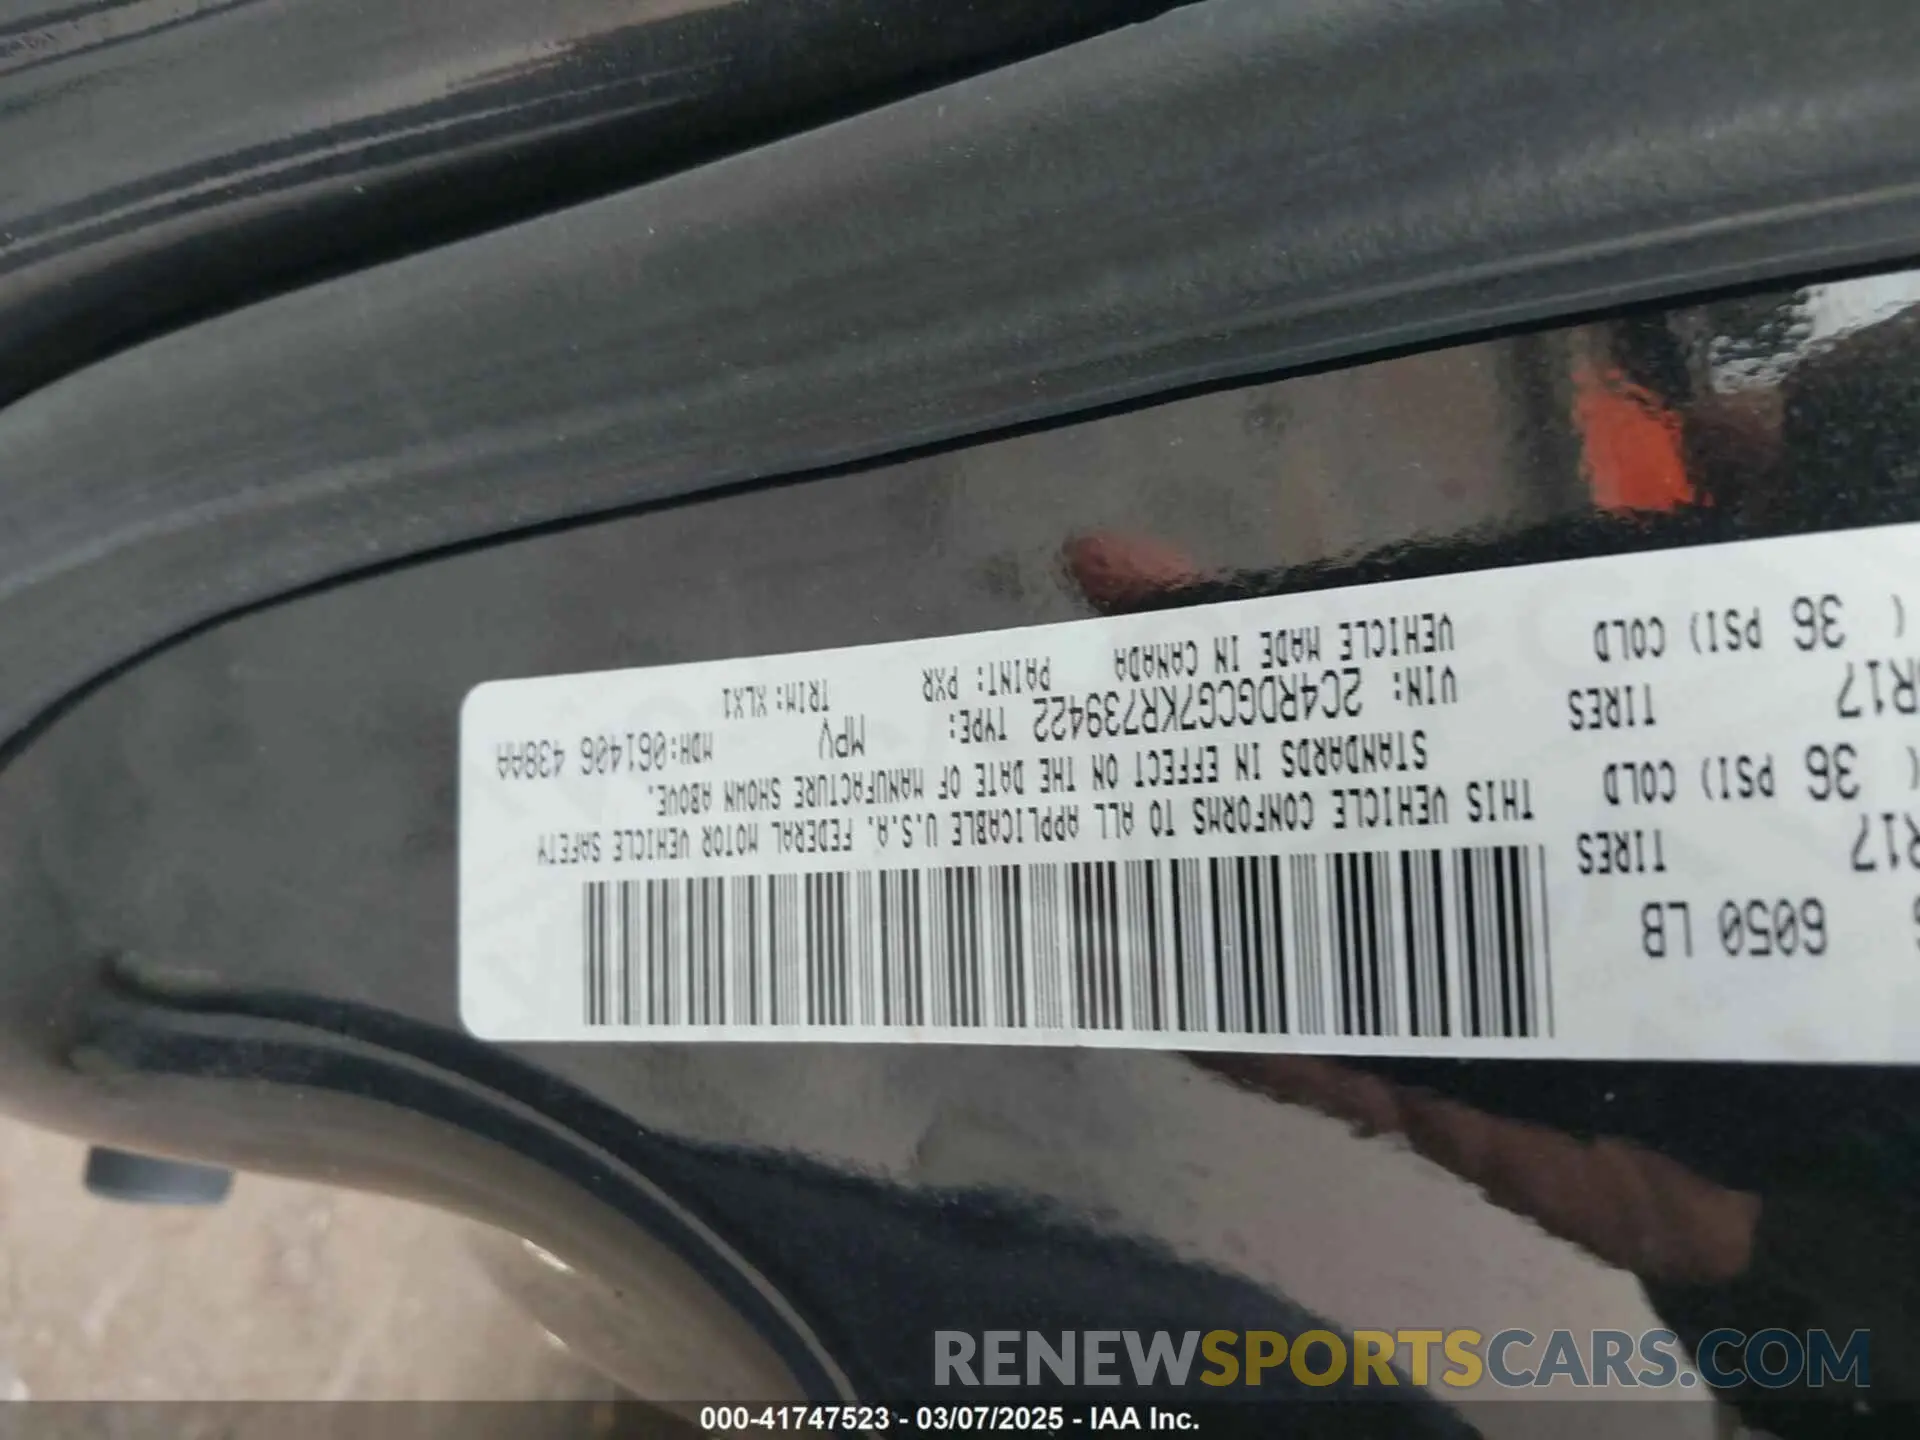 6050 LB
R17 TIRES
( 36 PSI) COLD
R17 TIRES
( 36 PSI) COLD
THIS VEHICLE CONFORMS TO ALL APPLICABLE U.S.A. FEDERAL MOTOR VEHICLE SAFETY
STANDARDS IN EFFECT ON THE DATE OF MANUFACTURE SHOWN ABOVE.
VIN: 2C4RDGCG7KR739422 TYPE: MPV MDH:061406 438AA
VEHICLE MADE IN CANADA PAINT: PXR TRIM:XLX1
RENEWSPORTSCARS.COM
000-41747523 - 03/07/2025 - IAA Inc.